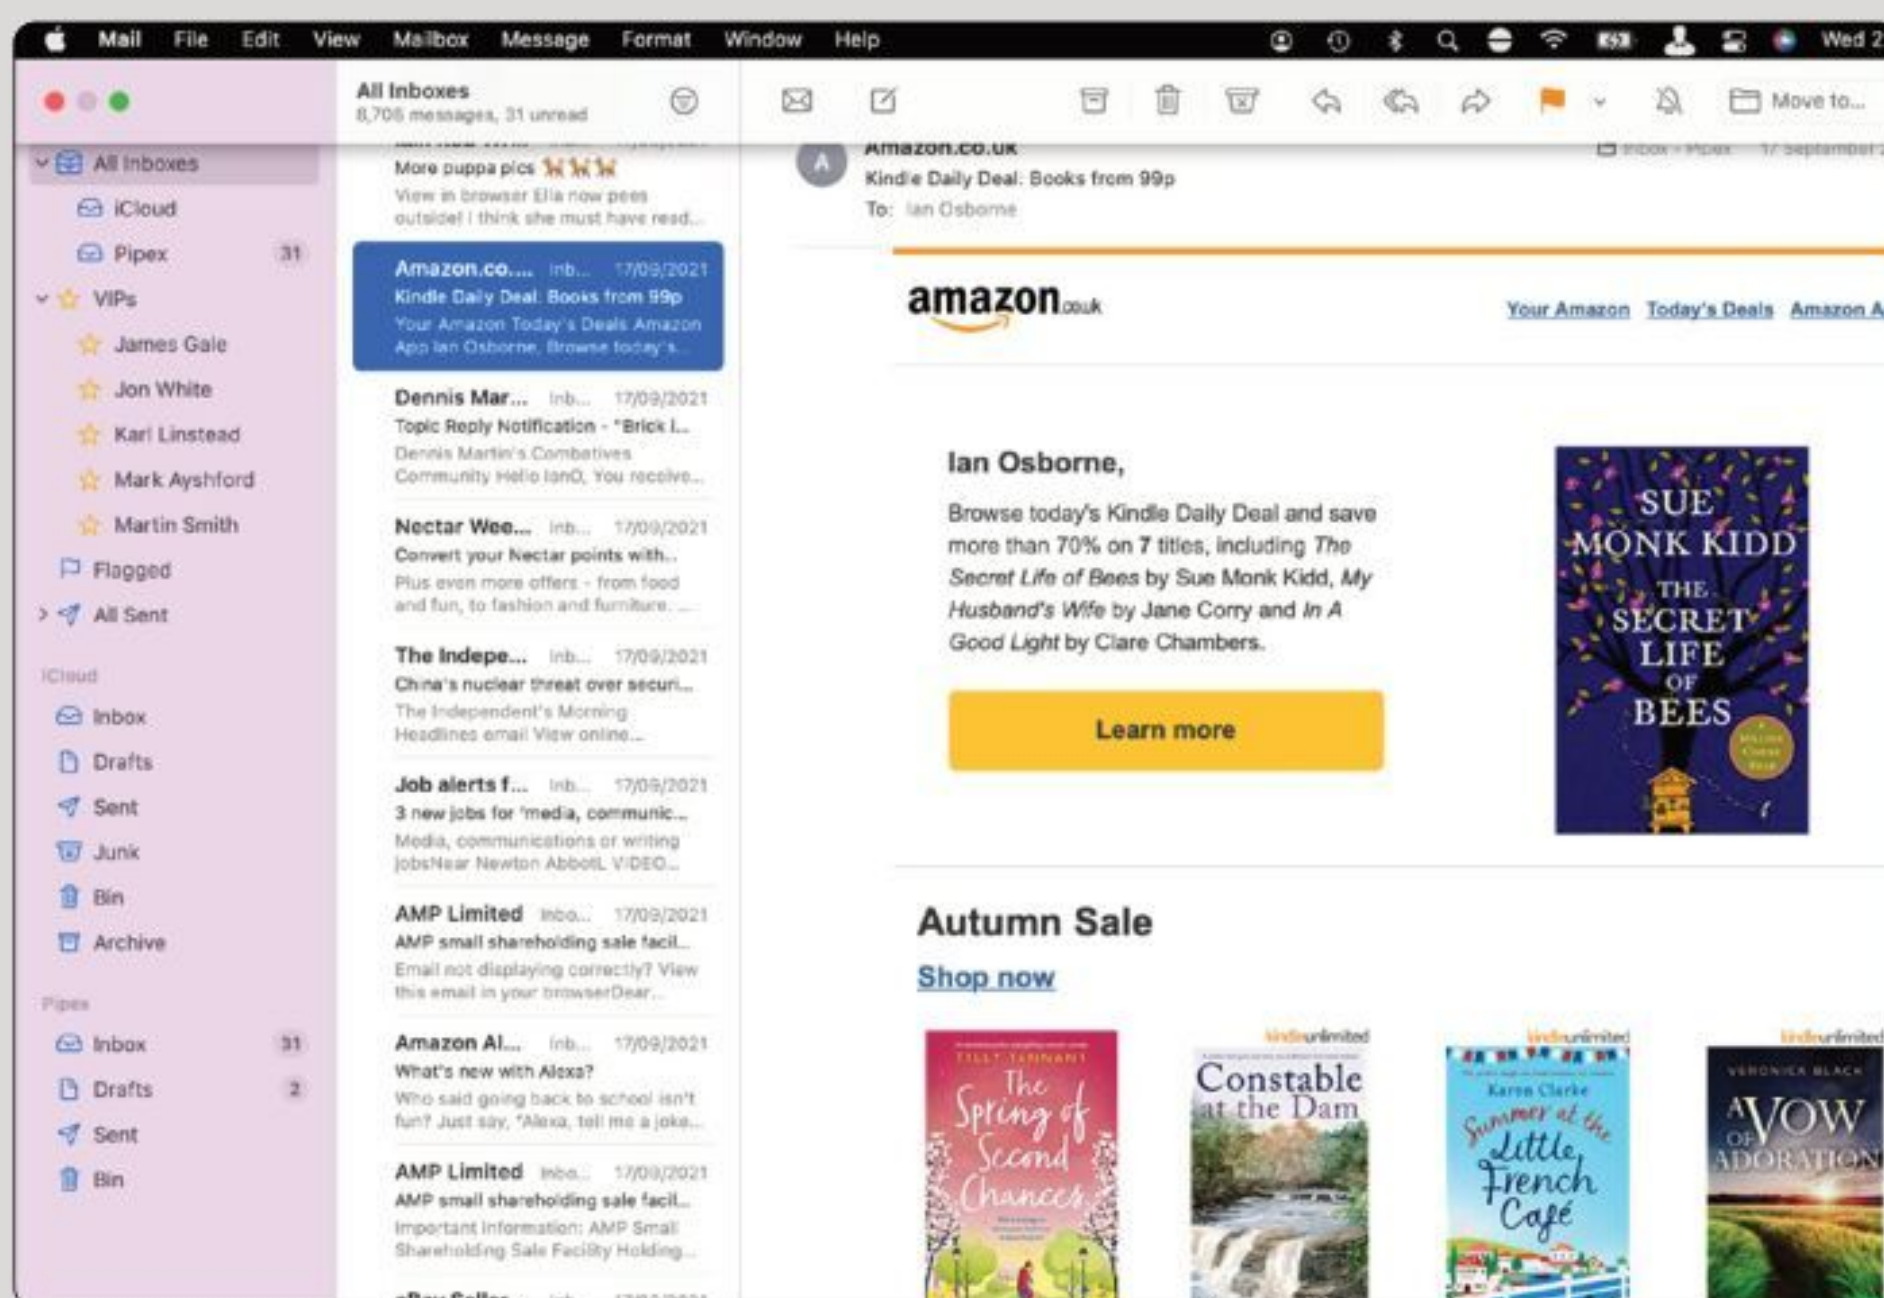 Mail File Edit View Mailbox Message Format Window Help Wed 2
All Inboxes
8,706 messages, 31 unread
Move to...
All Inboxes
iCloud
Pipex 31
VIPs
James Gale
Jon White
Karl Linstead
Mark Ayshford
Martin Smith
Flagged
All Sent
iCloud
Inbox
Drafts
Sent
Junk
Bin
Archive
Pipex
Inbox 31
Drafts 2
Sent
Bin
More puppa pics
View in browser Ella now pees
outside! I think she must have read...
Amazon.co.... Inb... 17/09/2021
Kindle Daily Deal: Books from 99p
Your Amazon Today's Deals Amazon
App Ian Osborne, Browse today's...
Dennis Mar... Inb... 17/09/2021
Topic Reply Notification - "Brick i...
Dennis Martin's Combatives
Community Hello IanO, You receive...
Nectar Wee... Inb... 17/09/2021
Convert your Nectar points with...
Plus even more offers - from food
and fun, to fashion and furniture. ...
The Indepe... Inb... 17/09/2021
China's nuclear threat over securi...
The Independent's Morning
Headlines email View online...
Job alerts f... Inb... 17/09/2021
3 new jobs for 'media, communic...
Media, communications or writing
jobsNear Newton AbbotL VIDEO...
AMP Limited Inbo... 17/09/2021
AMP small shareholding sale facil...
Email not displaying correctly? View
this email in your browserDear...
Amazon Al... Inb... 17/09/2021
What's new with Alexa?
Who said going back to school isn't
fun? Just say, "Alexa, tell me a joke...
AMP Limited Inbo... 17/09/2021
AMP small shareholding sale facil...
Important Information: AMP Small
Shareholding Sale Facility Holding...
A
Amazon.co.uk Inbox - Pipex 17 September 2
Kindle Daily Deal: Books from 99p
To: Ian Osborne
amazon.co.uk
Your Amazon Today's Deals Amazon A
Ian Osborne,
Browse today's Kindle Daily Deal and save
more than 70% on 7 titles, including The
Secret Life of Bees by Sue Monk Kidd, My
Husband's Wife by Jane Corry and In A
Good Light by Clare Chambers.
Learn more
SUE
MONK KIDD
THE
SECRET
LIFE
OF
BEES
Autumn Sale
Shop now
TILLY TENNANT
The
Spring of
Second
Chances
kindleunlimited
Constable
at the Dam
kindleunlimited
Karen Clarke
Summer at the
Little
French
Café
kindleunlimited
VERONICA BLACK
A VOW
OF
ADORATION